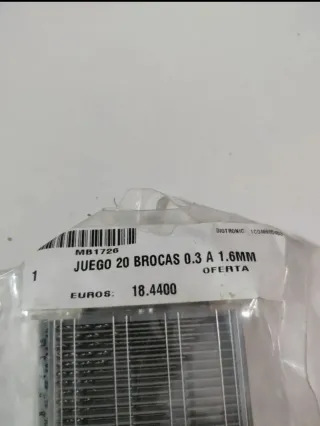 MB1726
JUEGO 20 BROCAS 0.3 A 1.6MM
1
OFERTA
EUROS: 18.4400